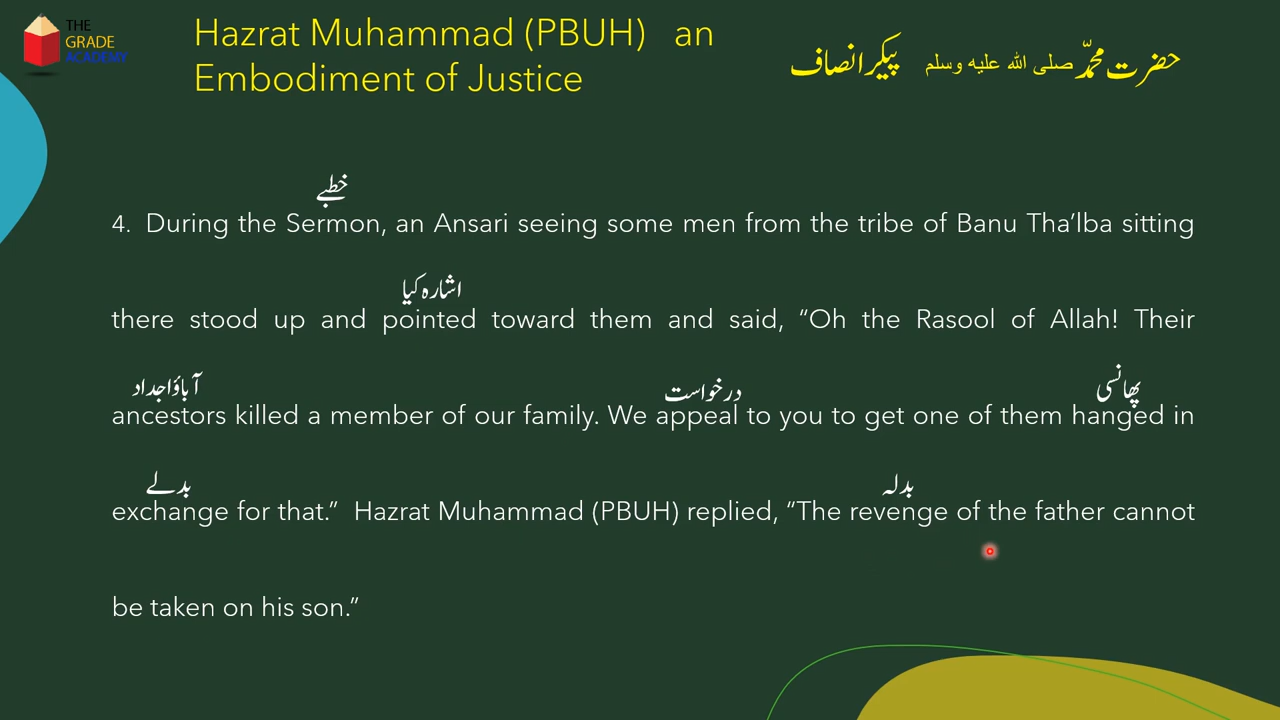 THE
GRADE
ACADEMY
Hazrat Muhammad (PBUH) an
Embodiment of Justice
حضرت محمدؐ صلی اللہ علیہ وسلم پیکر انصاف
خطبے
4. During the Sermon, an Ansari seeing some men from the tribe of Banu Tha’lba sitting
اشارہ کیا
there stood up and pointed toward them and said, “Oh the Rasool of Allah! Their
آباؤاجداد درخواست پھانسی
ancestors killed a member of our family. We appeal to you to get one of them hanged in
بدلے بدلہ
exchange for that.” Hazrat Muhammad (PBUH) replied, “The revenge of the father cannot
be taken on his son.”